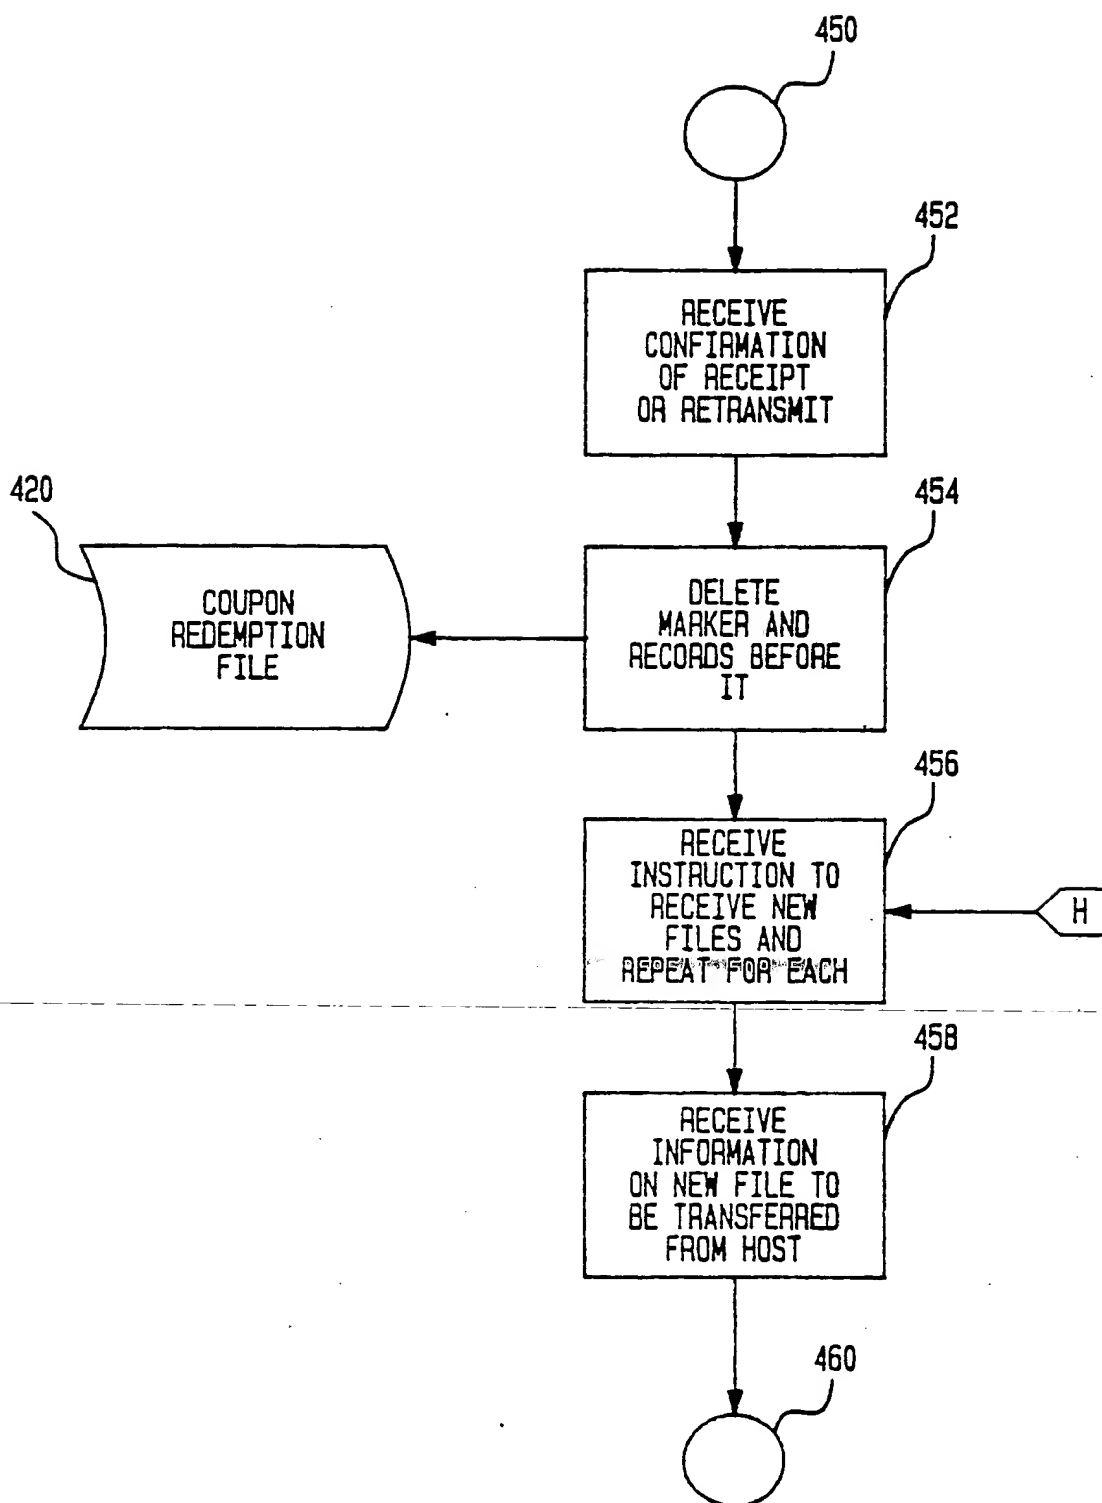 450
452
RECEIVE
CONFIRMATION
OF RECEIPT
OR RETRANSMIT
420
454
COUPON
REDEMPTION
FILE
DELETE
MARKER AND
RECORDS BEFORE
IT
456
RECEIVE
INSTRUCTION TO
RECEIVE NEW
FILES AND
REPEAT FOR EACH
H
458
RECEIVE
INFORMATION
ON NEW FILE TO
BE TRANSFERRED
FROM HOST
460